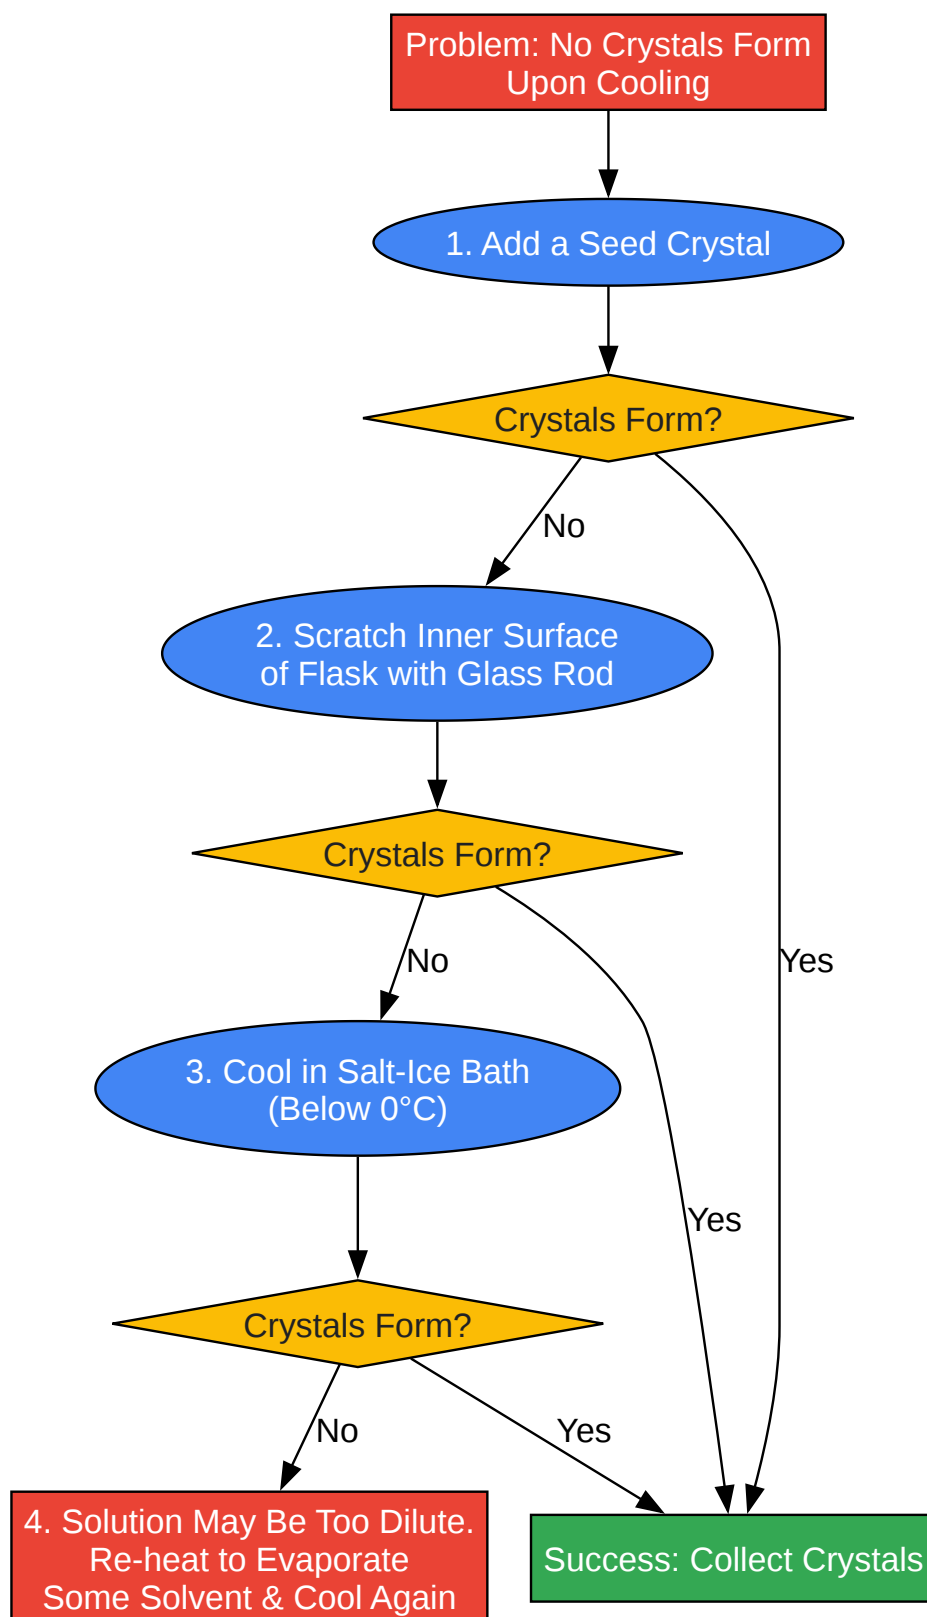 Problem: No Crystals Form
Upon Cooling
1. Add a Seed Crystal
Crystals Form?
No
2. Scratch Inner Surface
of Flask with Glass Rod
Crystals Form?
No
Yes
3. Cool in Salt-Ice Bath
(Below 0°C)
Yes
Crystals Form?
No
Yes
4. Solution May Be Too Dilute.
Re-heat to Evaporate
Some Solvent & Cool Again
Success: Collect Crystals